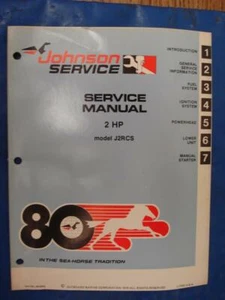 Johnson
SERVICE
SERVICE
MANUAL
2 HP
model J2RCS
INTRODUCTION 1
GENERAL
SERVICE
INFORMATION 2
FUEL
SYSTEM 3
IGNITION
SYSTEM 4
POWERHEAD 5
LOWER
UNIT 6
MANUAL
STARTER 7
80
IN THE SEA-HORSE TRADITION